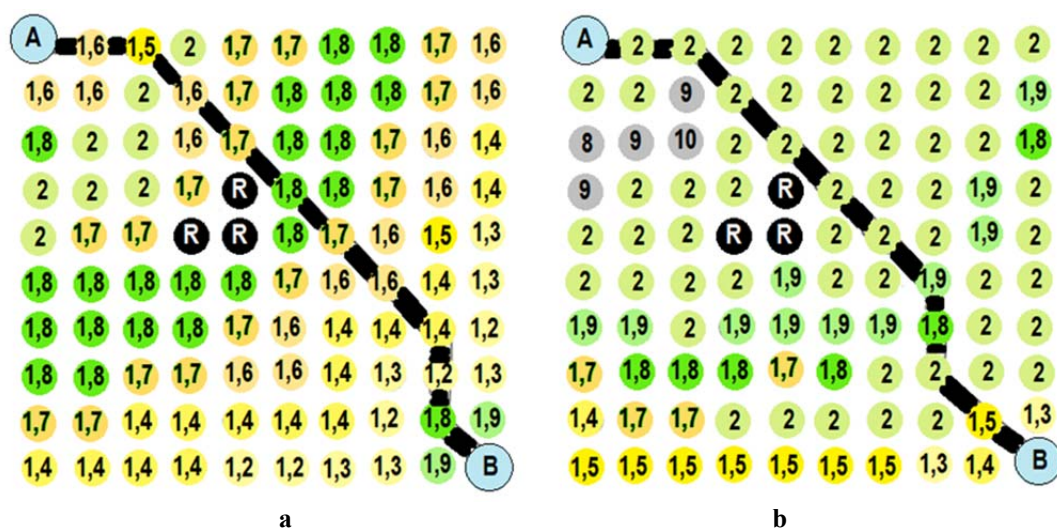 A 1,6 1,5 2 1,7 1,7 1,8 1,8 1,7 1,6
1,6 1,6 2 1,6 1,7 1,8 1,8 1,8 1,7 1,6
1,8 2 2 1,6 1,7 1,8 1,8 1,7 1,6 1,4
2 2 2 1,7 R 1,8 1,8 1,7 1,6 1,4
2 1,7 1,7 R R 1,8 1,7 1,6 1,5 1,3
1,8 1,8 1,8 1,8 1,8 1,7 1,6 1,6 1,4 1,3
1,8 1,8 1,8 1,8 1,7 1,6 1,4 1,4 1,4 1,2
1,8 1,8 1,7 1,7 1,6 1,6 1,4 1,3 1,2 1,3
1,7 1,7 1,4 1,4 1,4 1,4 1,4 1,2 1,8 1,9
1,4 1,4 1,4 1,4 1,2 1,2 1,3 1,3 1,9 B
a
A 2 2 2 2 2 2 2 2 2
2 2 9 2 2 2 2 2 2 1,9
8 9 10 2 2 2 2 2 2 1,8
9 2 2 2 R 2 2 2 1,9 2
2 2 2 R R 2 2 2 1,9 2
2 2 2 2 1,9 2 2 1,9 2 2
1,9 1,9 2 1,9 1,9 1,9 1,9 1,8 2 2
1,7 1,8 1,8 1,8 1,7 1,8 2 2 2 2
1,4 1,7 1,7 2 2 2 2 2 1,5 1,3
1,5 1,5 1,5 1,5 1,5 1,5 1,5 1,3 1,4 B
b